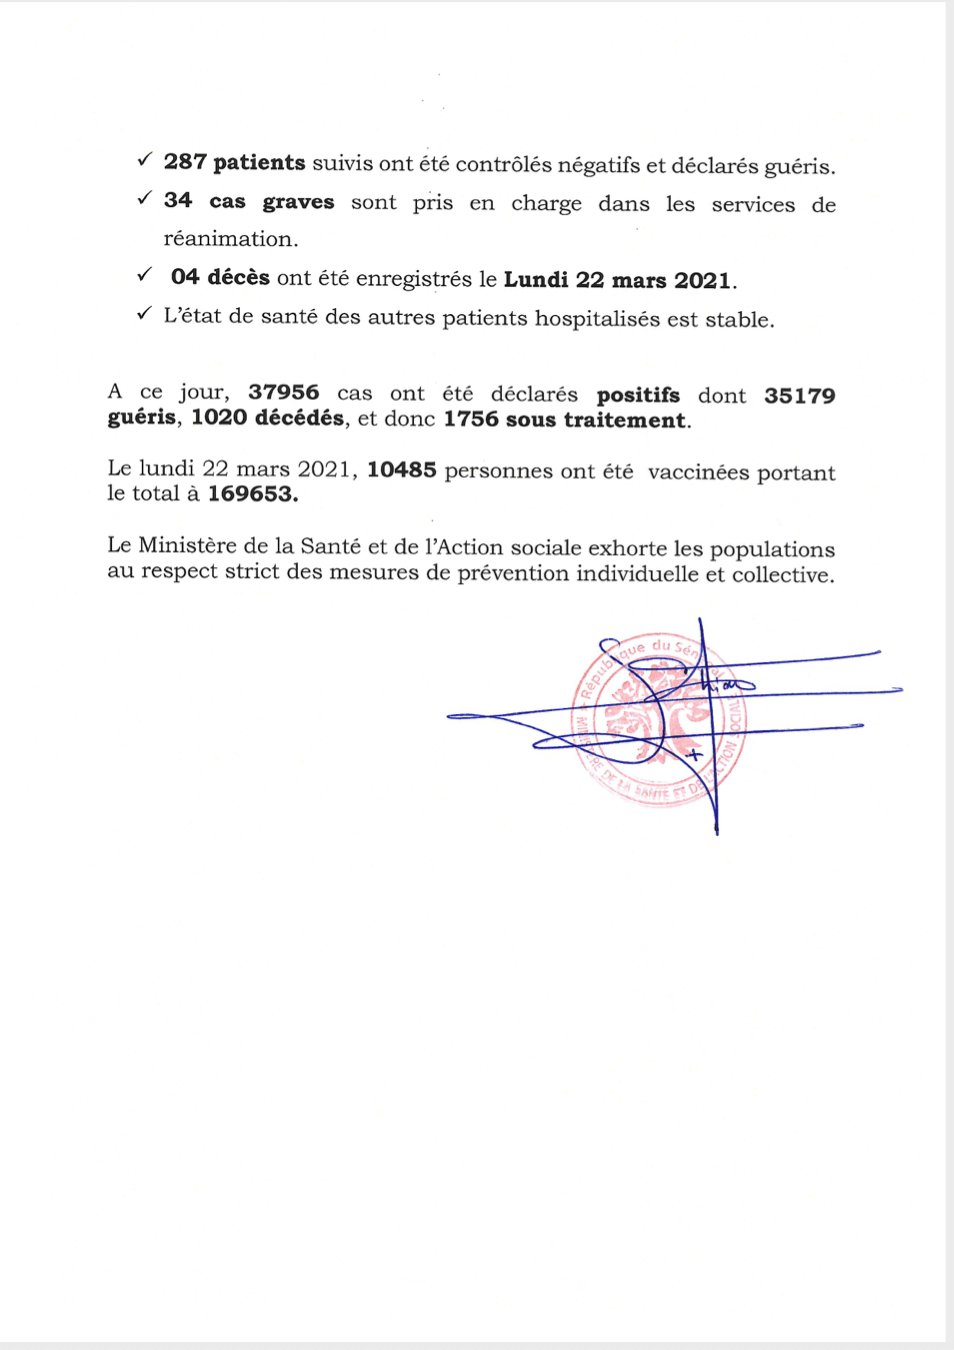 ✓ 287 patients suivis ont été contrôlés négatifs et déclarés guéris.
✓ 34 cas graves sont pris en charge dans les services de
réanimation.
✓ 04 décès ont été enregistrés le Lundi 22 mars 2021.
✓ L’état de santé des autres patients hospitalisés est stable.
A ce jour, 37956 cas ont été déclarés positifs dont 35179
guéris, 1020 décédés, et donc 1756 sous traitement.
Le lundi 22 mars 2021, 10485 personnes ont été vaccinées portant
le total à 169653.
Le Ministère de la Santé et de l’Action sociale exhorte les populations
au respect strict des mesures de prévention individuelle et collective.
République du Sénégal
MINISTERE DE LA SANTE ET DE L'ACTION SOCIALE